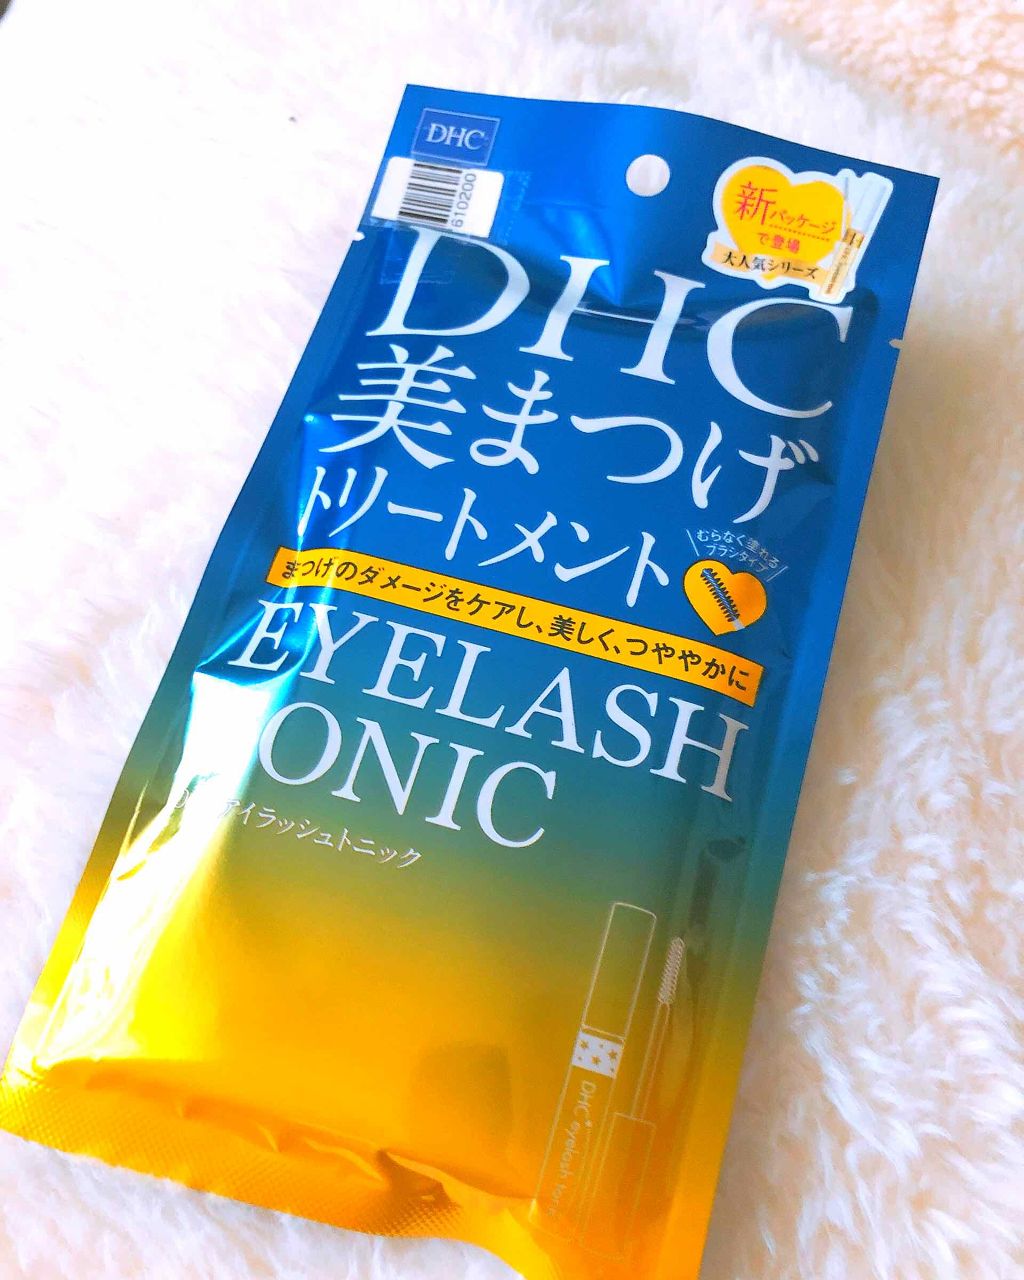 DHC
610200
新パッケージ
で登場
大人気シリーズ
DHC
美まつげ
トリートメント
むらなく塗れる
ブラシタイプ
まつげのダメージをケアし、美しく、つややかに
EYELASH
TONIC
アイラッシュトニック
DHC eyelash tonic